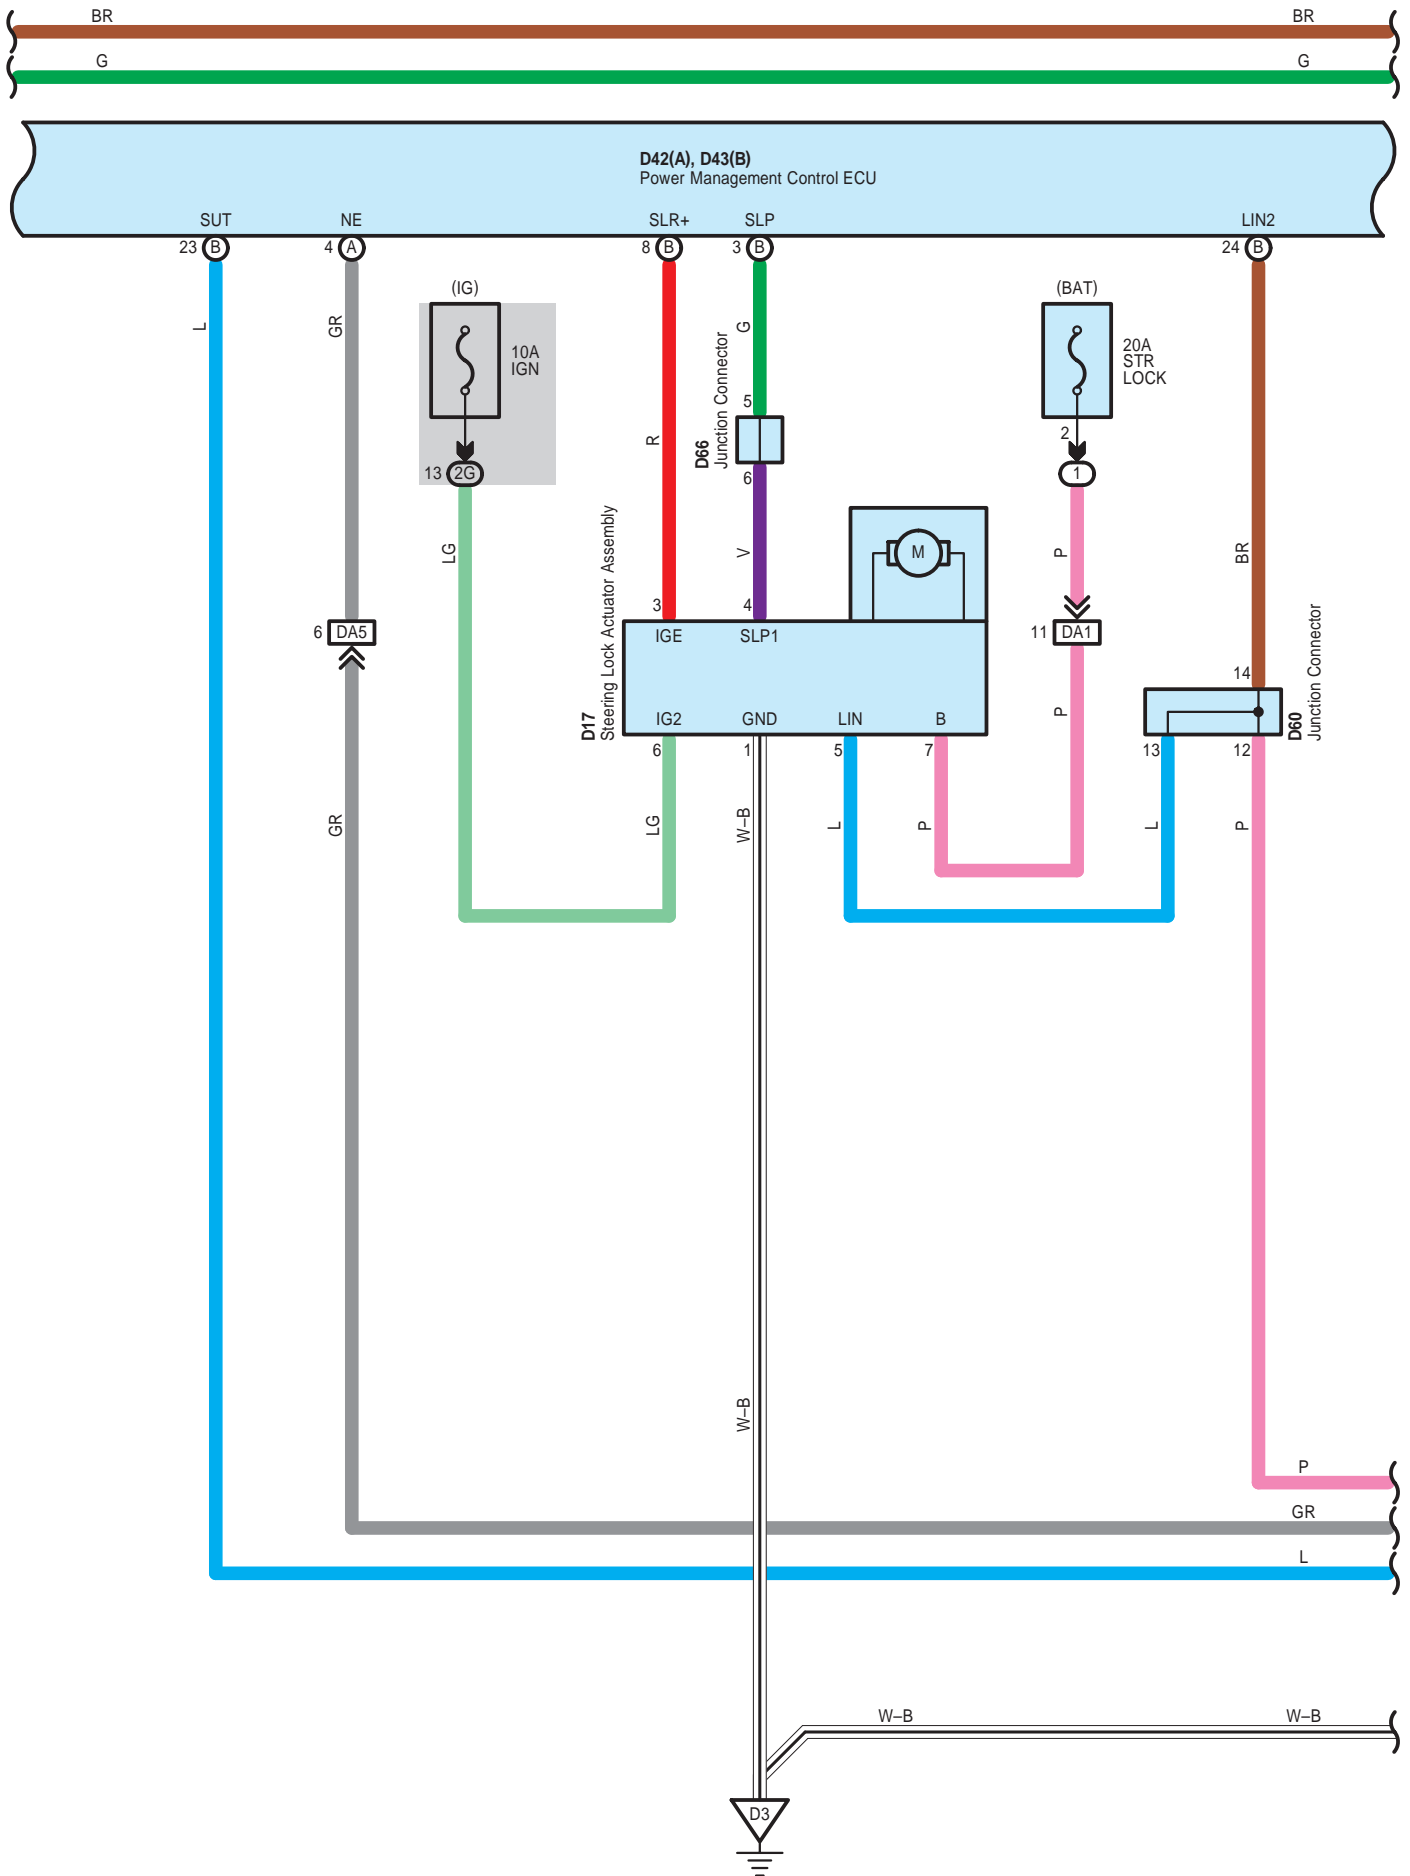 BR BR
G G
D42(A), D43(B)
Power Management Control ECU
SUT NE SLR+ SLP LIN2
23 B 4 A 8 B 3 B 24 B
(IG) (BAT)
L GR G
10A
IGN
20A
STR
LOCK
D66
Junction Connector
5
R
2
13 2G
6
1
LG V P BR
M
D17
Steering Lock Actuator Assembly
3 4
6 DA5
IGE SLP1
11 DA1
14
P
D60
Junction Connector
IG2 GND LIN B
6 1 5 7 13 12
GR LG W–B L P L P
W–B
P
GR
L
W–B W–B
D3